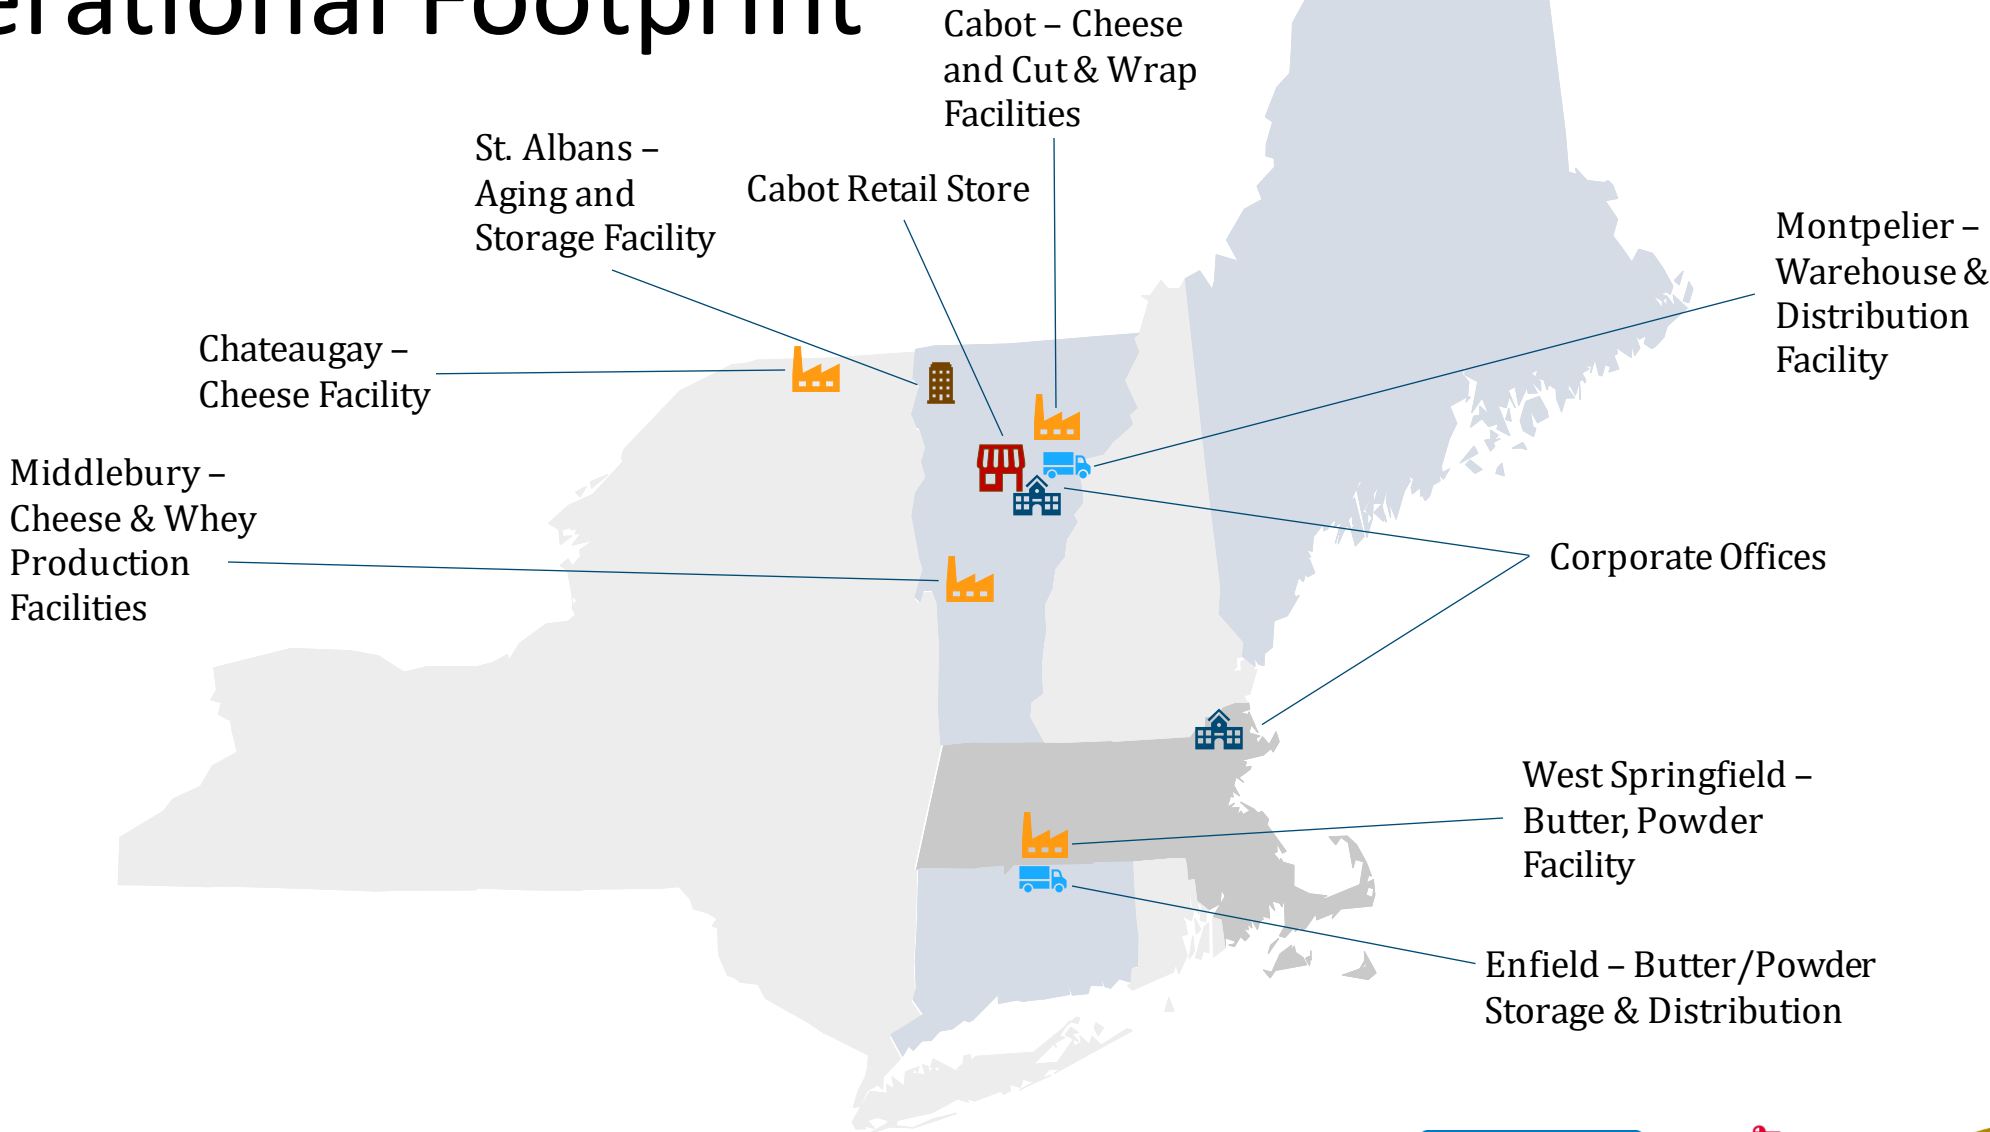 erational Footprint
Cabot – Cheese
and Cut & Wrap
Facilities
St. Albans –
Aging and
Storage Facility
Cabot Retail Store
Montpelier –
Warehouse &
Distribution
Facility
Chateaugay –
Cheese Facility
Middlebury –
Cheese & Whey
Production
Facilities
Corporate Offices
West Springfield –
Butter, Powder
Facility
Enfield – Butter/Powder
Storage & Distribution